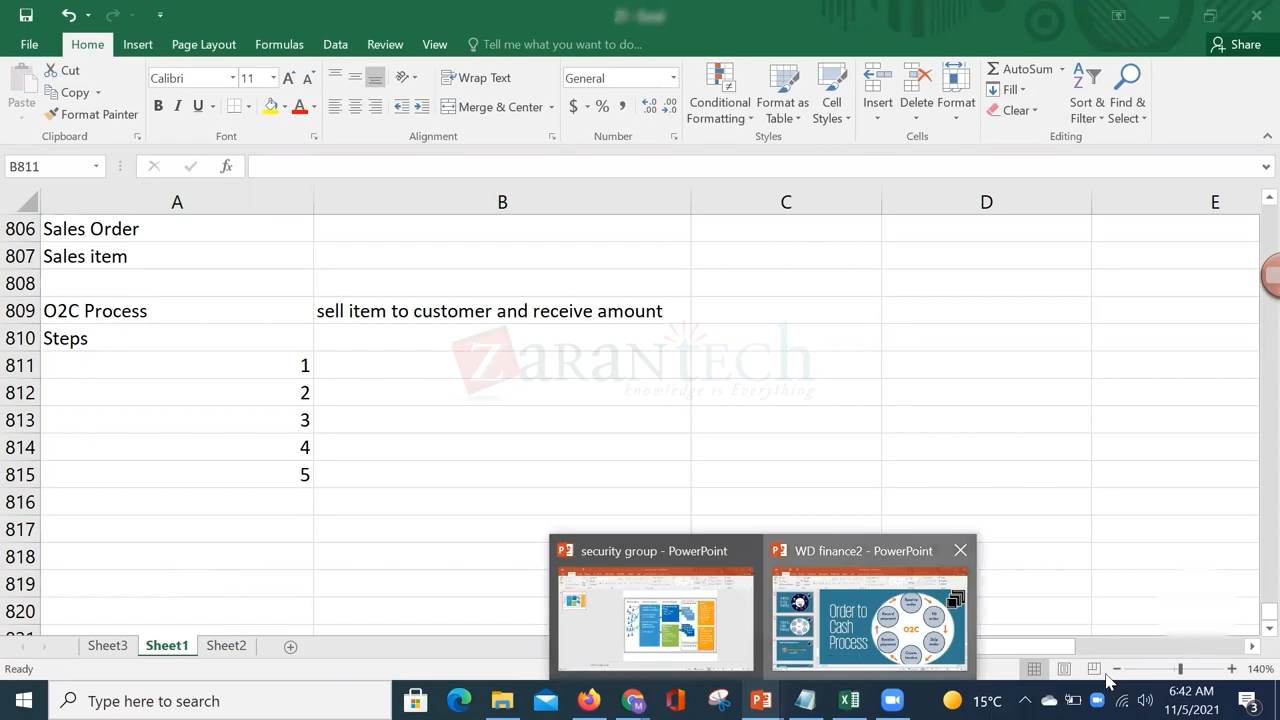 File Home Insert Page Layout Formulas Data Review View Tell me what you want to do... Share
Paste
Cut
Copy
Format Painter
Clipboard
Calibri 11
B I U
Font
Wrap Text
Merge & Center
Alignment
General
$ % ,
Number
Conditional Formatting
Format as Table
Cell Styles
Styles
Insert Delete Format
Cells
AutoSum
Fill
Clear
Sort & Filter
Find & Select
Editing
B811
fx
A B C D E
806 Sales Order
807 Sales item
808
809 O2C Process sell item to customer and receive amount
810 Steps
811 1
812 2
813 3
814 4
815 5
816
817
818
819
820
zarantech
knowledge is Everything
security group - PowerPoint
WD finance2 - PowerPoint
Order to
Cash
Process
O2C
Sheet3 Sheet1 Sheet2
Ready
140%
Type here to search
15°C
6:42 AM
11/5/2021
3